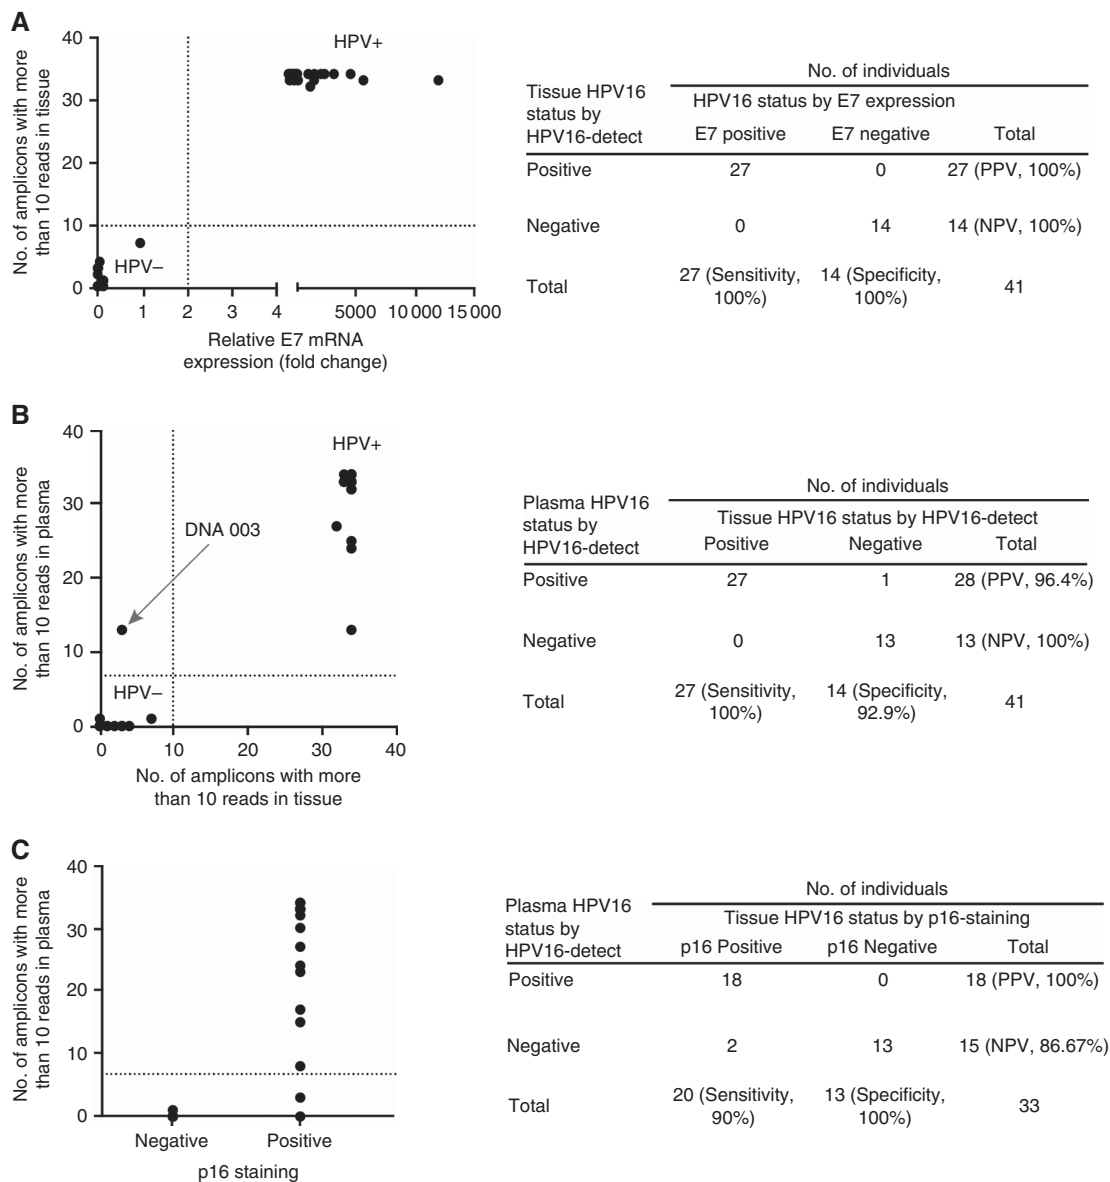 A
No. of amplicons with more
than 10 reads in tissue
40
30
20
10
0
HPV+
HPV–
0 1 2 3 4 5000 10 000 15 000
Relative E7 mRNA
expression (fold change)
No. of individuals
Tissue HPV16
status by
HPV16-detect
HPV16 status by E7 expression
E7 positive E7 negative Total
Positive 27 0 27 (PPV, 100%)
Negative 0 14 14 (NPV, 100%)
Total 27 (Sensitivity, 14 (Specificity, 41
100%) 100%)
B
No. of amplicons with more
than 10 reads in plasma
40
30
20
10
0
HPV+
DNA 003
HPV–
0 10 20 30 40
No. of amplicons with more
than 10 reads in tissue
No. of individuals
Plasma HPV16
status by
HPV16-detect
Tissue HPV16 status by HPV16-detect
Positive Negative Total
Positive 27 1 28 (PPV, 96.4%)
Negative 0 13 13 (NPV, 100%)
Total 27 (Sensitivity, 14 (Specificity, 41
100%) 92.9%)
C
No. of amplicons with more
than 10 reads in plasma
40
30
20
10
0
Negative Positive
p16 staining
No. of individuals
Plasma HPV16
status by
HPV16-detect
Tissue HPV16 status by p16-staining
p16 Positive p16 Negative Total
Positive 18 0 18 (PPV, 100%)
Negative 2 13 15 (NPV, 86.67%)
Total 20 (Sensitivity, 13 (Specificity, 33
90%) 100%)